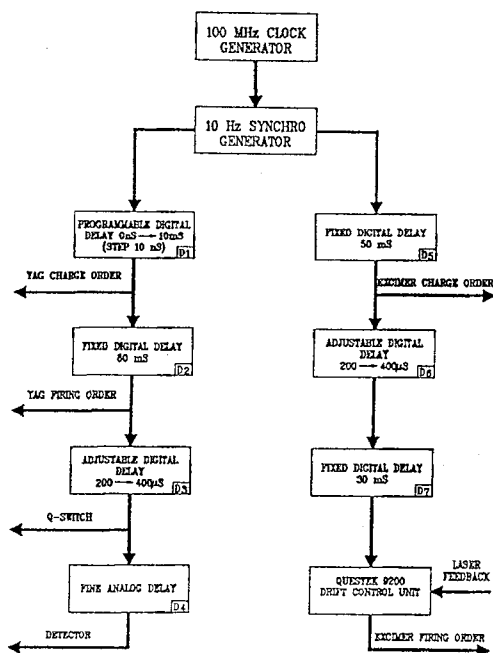 100 MHz CLOCK
GENERATOR
10 Hz SYNCHRO
GENERATOR
PROGRAMMABLE DIGITAL
DELAY 0nS → 10mS
(STEP 10 nS)
D1
YAG CHARGE ORDER
FIXED DIGITAL DELAY
80 mS
D2
YAG FIRING ORDER
ADJUSTABLE DIGITAL
DELAY
200 → 400µS
D3
Q-SWITCH
FINE ANALOG DELAY
D4
DETECTOR
FIXED DIGITAL DELAY
50 mS
D5
EXCIMER CHARGE ORDER
ADJUSTABLE DIGITAL
DELAY
200 → 400µS
D6
FIXED DIGITAL DELAY
30 mS
D7
QUESTEK 9200
DRIFT CONTROL UNIT
LASER
FEEDBACK
EXCIMER FIRING ORDER